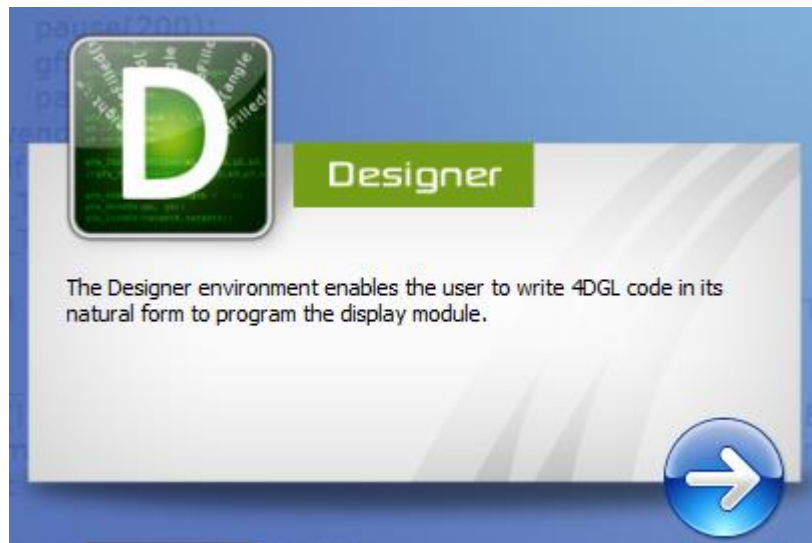 pause(200);
D
Designer
The Designer environment enables the user to write 4DGL code in its
natural form to program the display module.